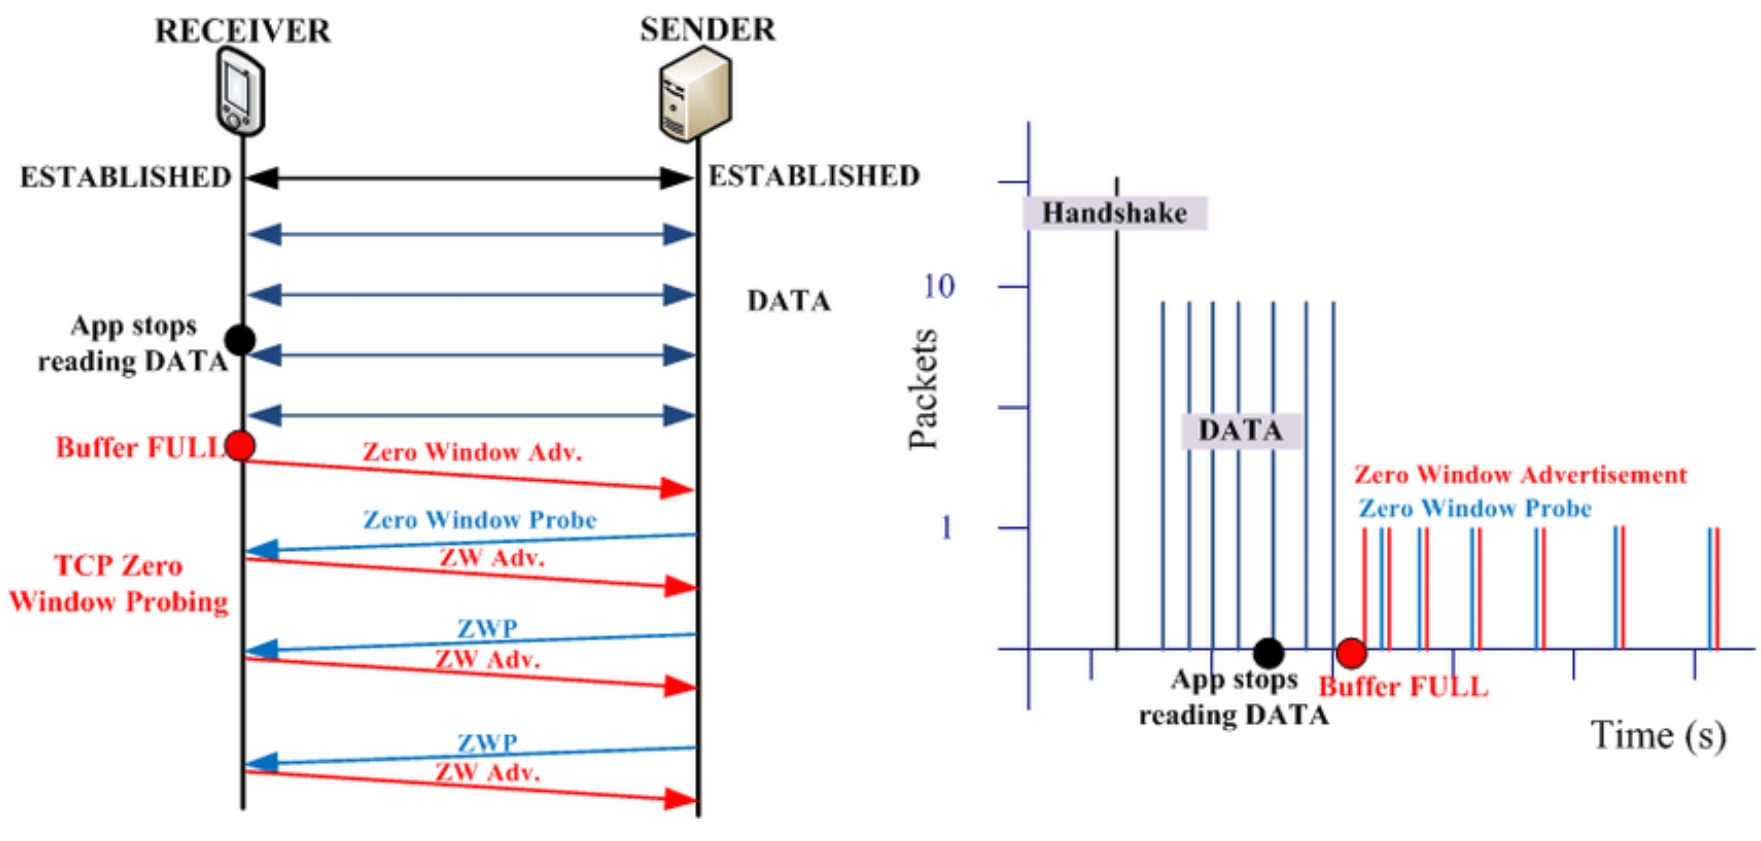 RECEIVER
SENDER
ESTABLISHED
ESTABLISHED
DATA
App stops
reading DATA
Buffer FULL
Zero Window Adv.
Zero Window Probe
ZW Adv.
TCP Zero
Window Probing
ZWP
ZW Adv.
ZWP
ZW Adv.
Handshake
10
Packets
DATA
Zero Window Advertisement
Zero Window Probe
1
App stops
reading DATA
Buffer FULL
Time (s)